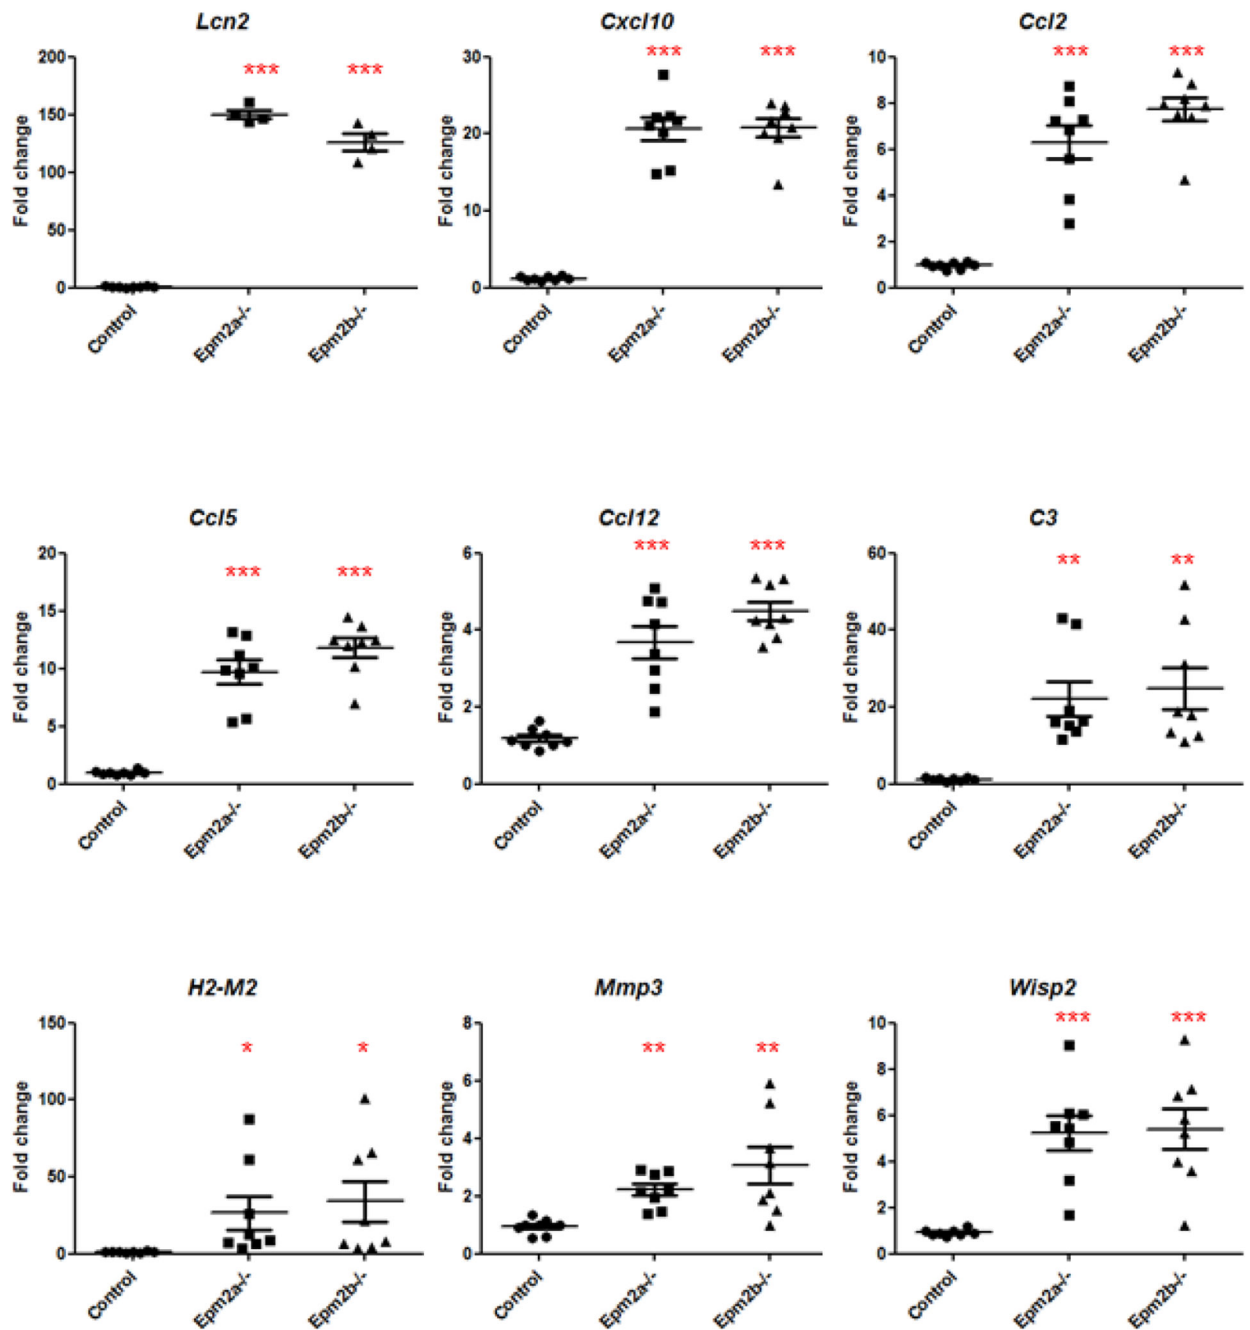 Lcn2
Cxcl10
Ccl2
200
***
***
30
***
***
10
***
***
150
8
20
6
100
4
10
50
2
0
0
0
Fold change
Fold change
Fold change
Control
Epm2a-/-
Epm2b-/-
Control
Epm2a-/-
Epm2b-/-
Control
Epm2a-/-
Epm2b-/-
Ccl5
Ccl12
C3
20
***
***
6
***
***
60
**
**
15
4
40
10
2
20
5
0
0
0
Fold change
Fold change
Fold change
Control
Epm2a-/-
Epm2b-/-
Control
Epm2a-/-
Epm2b-/-
Control
Epm2a-/-
Epm2b-/-
H2-M2
Mmp3
Wisp2
150
*
*
8
**
**
10
***
***
100
6
8
6
4
50
4
2
2
0
0
0
Fold change
Fold change
Fold change
Control
Epm2a-/-
Epm2b-/-
Control
Epm2a-/-
Epm2b-/-
Control
Epm2a-/-
Epm2b-/-